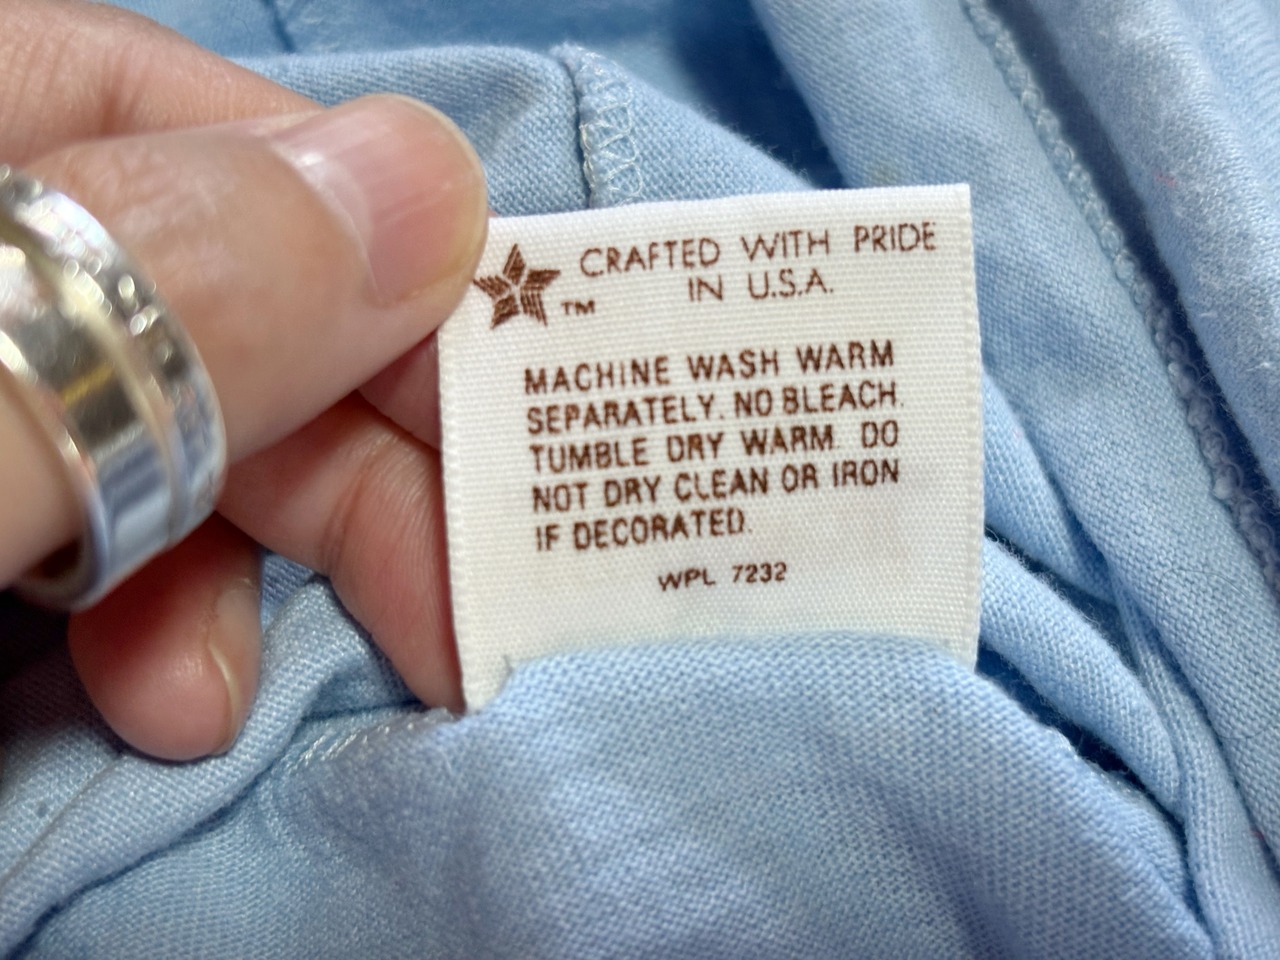 CRAFTED WITH PRIDE
IN U.S.A.
TM
MACHINE WASH WARM
SEPARATELY. NO BLEACH.
TUMBLE DRY WARM. DO
NOT DRY CLEAN OR IRON
IF DECORATED.
WPL 7232